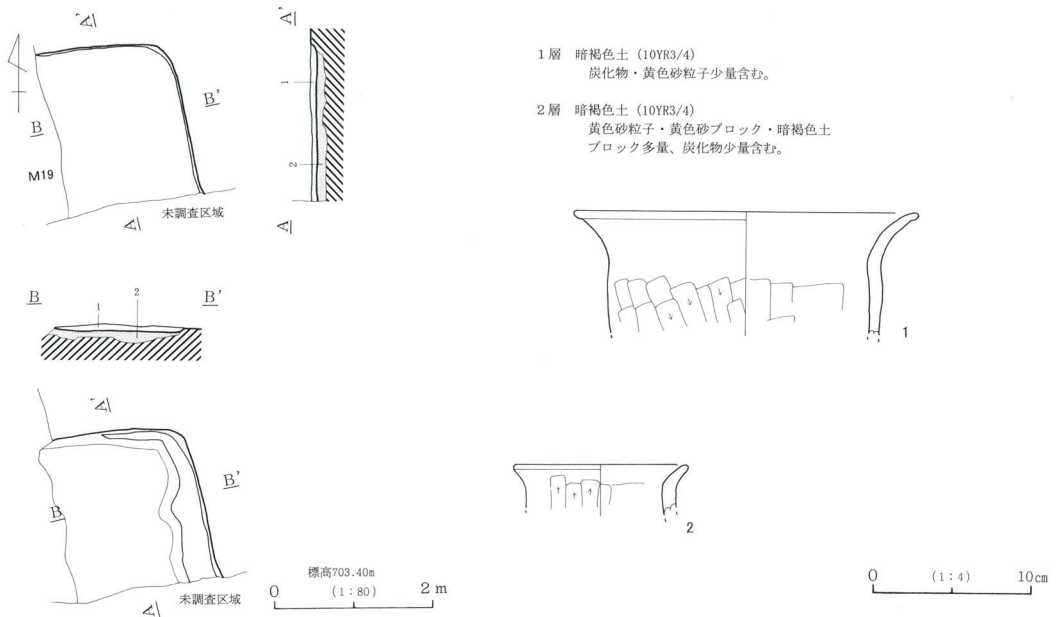 A'
A'
B'
B
M19
未調査区域
A
1
2
A
1層 暗褐色土 (10YR3/4)
炭化物・黄色砂粒子少量含む。
2層 暗褐色土 (10YR3/4)
黄色砂粒子・黄色砂ブロック・暗褐色土
ブロック多量、炭化物少量含む。
1
B
1
2
B'
A'
B'
B
未調査区域
A
標高703.40m
0 (1:80) 2m
2
0 (1:4) 10cm